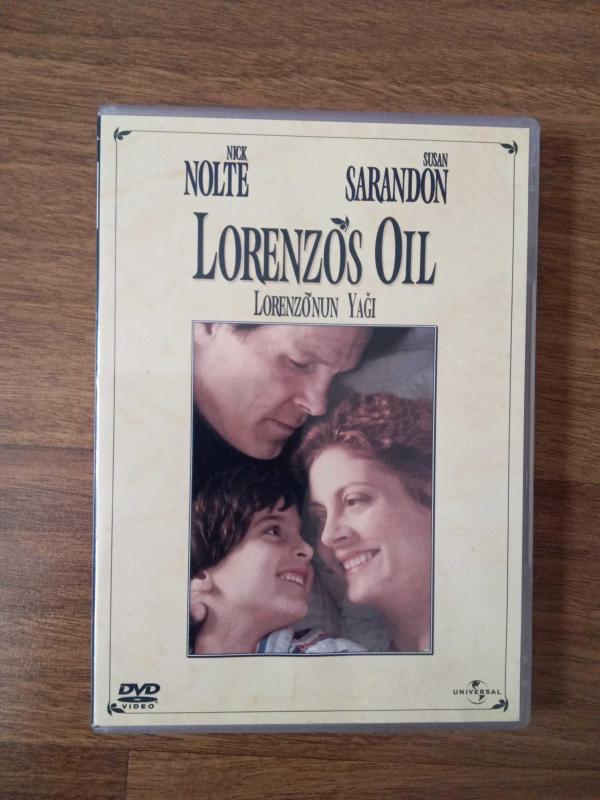 NICK
NOLTE
SUSAN
SARANDON
LORENZO'S OIL
LORENZO'NUN YAĞI
DVD
VIDEO
UNIVERSAL